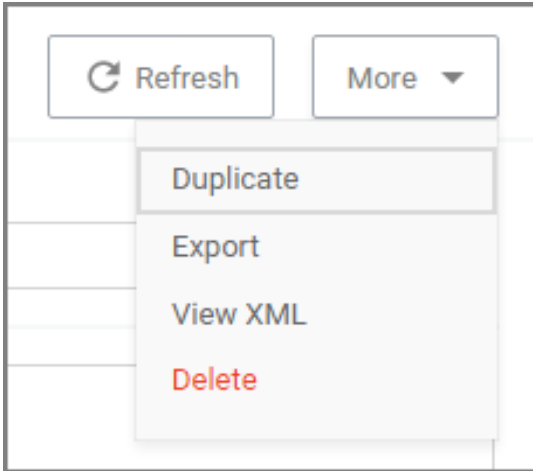 Refresh
More
Duplicate
Export
View XML
Delete